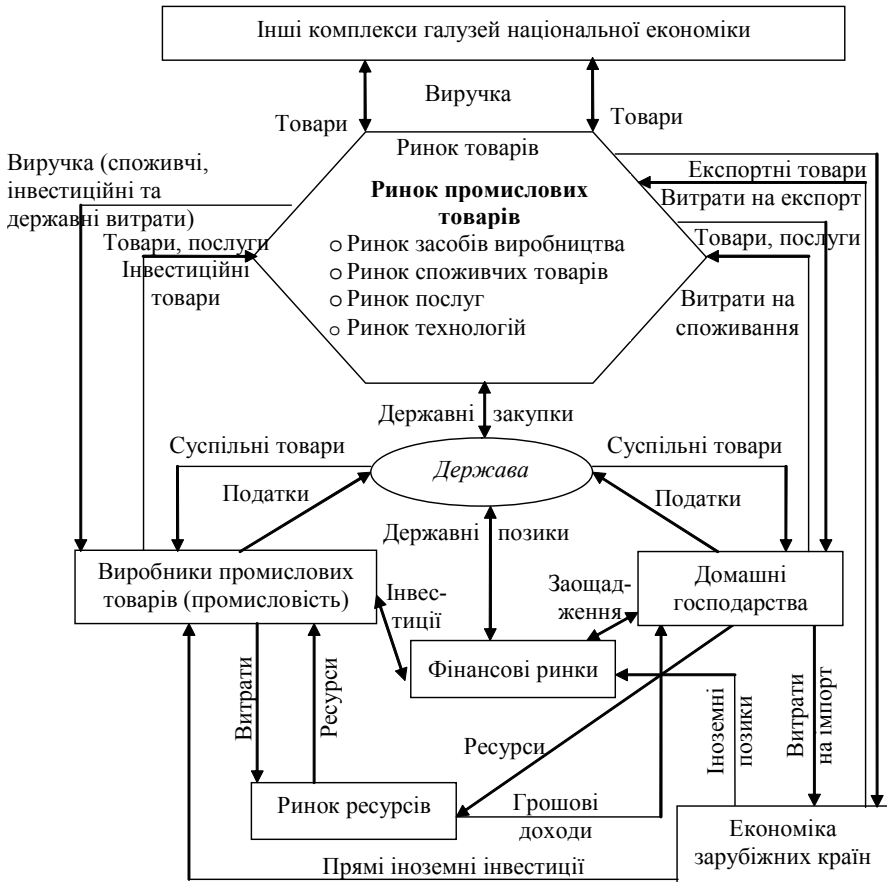 Інші комплекси галузей національної економіки
Виручка
Товари
Товари
Ринок товарів
Ринок промислових
товарів
o Ринок засобів виробництва
o Ринок споживчих товарів
o Ринок послуг
o Ринок технологій
Виручка (споживчі,
інвестиційні та
державні витрати)
Товари, послуги
Інвестиційні
товари
Експортні товари
Витрати на експорт
Товари, послуги
Витрати на
споживання
Державні закупки
Суспільні товари
Держава
Суспільні товари
Податки
Податки
Державні позики
Виробники промислових
товарів (промисловість)
Інвес-
тиції
Заощад-
ження
Домашні
господарства
Фінансові ринки
Витрати
Ресурси
Ресурси
Іноземні
позики
Витрати
на імпорт
Ринок ресурсів
Грошові
доходи
Економіка
зарубіжних країн
Прямі іноземні інвестиції